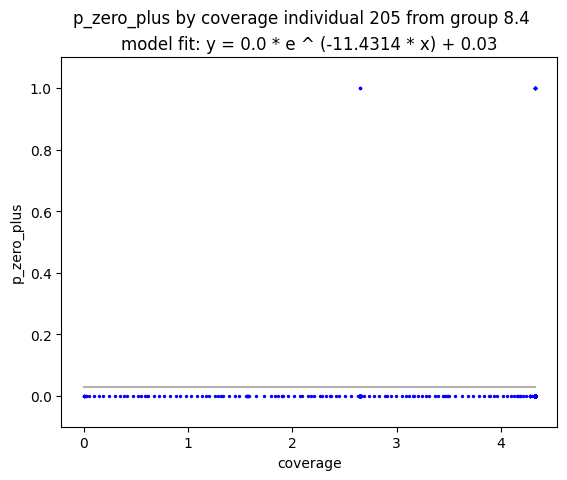 p_zero_plus by coverage individual 205 from group 8.4
model fit: y = 0.0 * e ^ (-11.4314 * x) + 0.03
1.0
0.8
0.6
0.4
0.2
0.0
p_zero_plus
0 1 2 3 4
coverage